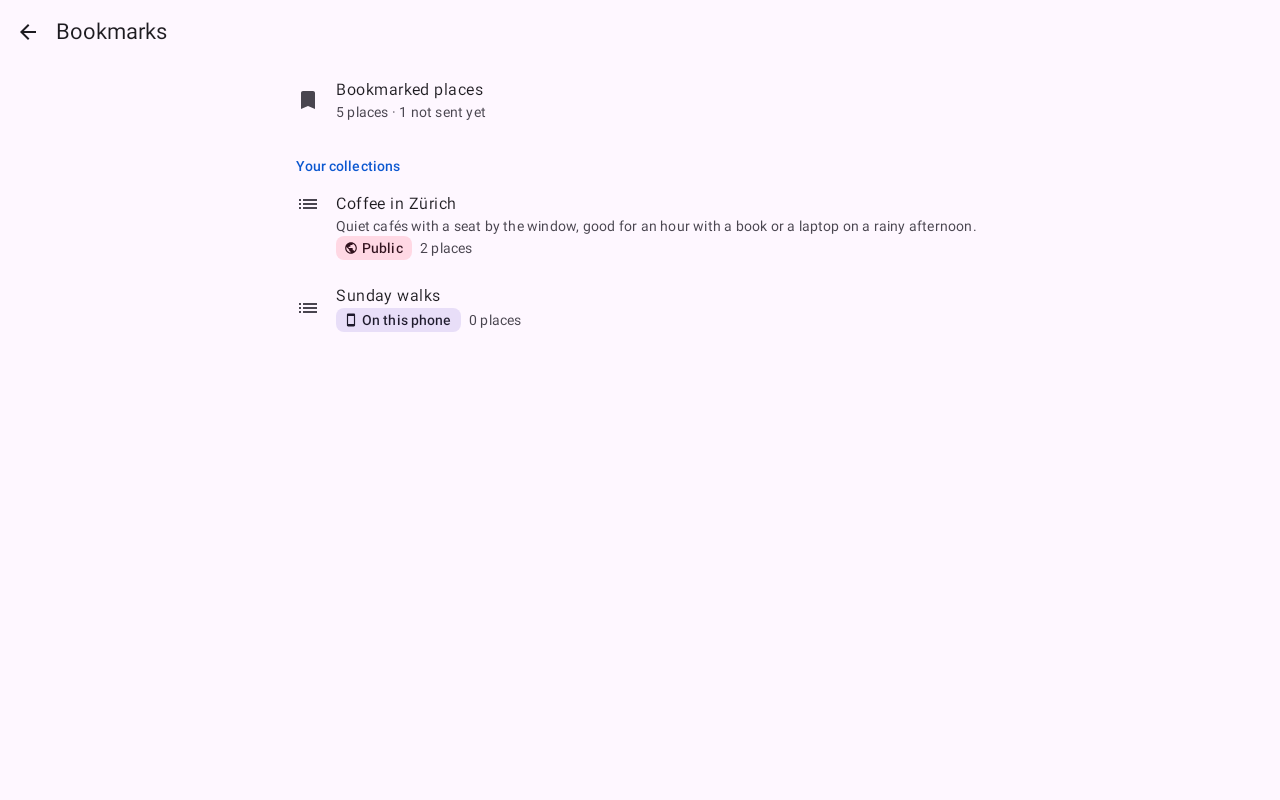 Bookmarks
Bookmarked places
5 places · 1 not sent yet
Your collections
Coffee in Zürich
Quiet cafés with a seat by the window, good for an hour with a book or a laptop on a rainy afternoon.
Public 2 places
Sunday walks
On this phone 0 places